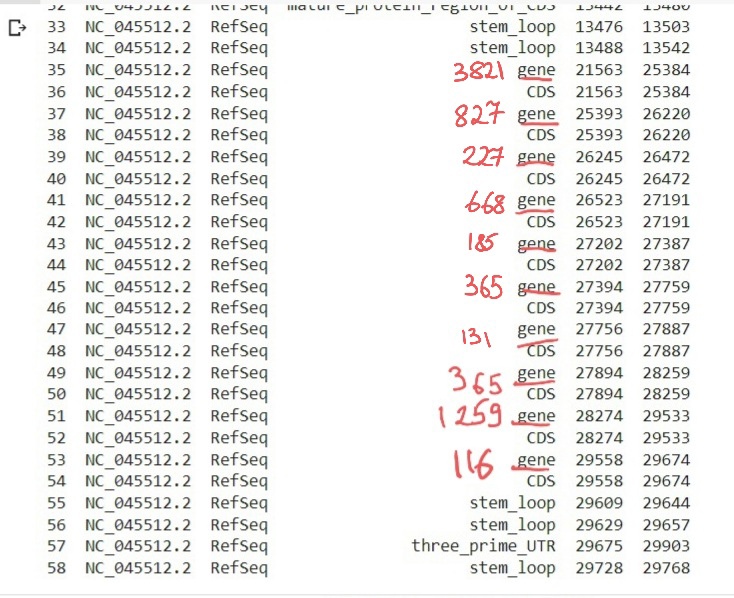 32 NC_045512.2 RefSeq mature_protein_region_of_CDS 13442 13480
33 NC_045512.2 RefSeq stem_loop 13476 13503
34 NC_045512.2 RefSeq stem_loop 13488 13542
35 NC_045512.2 RefSeq 3821 gene 21563 25384
36 NC_045512.2 RefSeq CDS 21563 25384
37 NC_045512.2 RefSeq 827 gene 25393 26220
38 NC_045512.2 RefSeq CDS 25393 26220
39 NC_045512.2 RefSeq 227 gene 26245 26472
40 NC_045512.2 RefSeq CDS 26245 26472
41 NC_045512.2 RefSeq 668 gene 26523 27191
42 NC_045512.2 RefSeq CDS 26523 27191
43 NC_045512.2 RefSeq 185 gene 27202 27387
44 NC_045512.2 RefSeq CDS 27202 27387
45 NC_045512.2 RefSeq 365 gene 27394 27759
46 NC_045512.2 RefSeq CDS 27394 27759
47 NC_045512.2 RefSeq 131 gene 27756 27887
48 NC_045512.2 RefSeq CDS 27756 27887
49 NC_045512.2 RefSeq 365 gene 27894 28259
50 NC_045512.2 RefSeq CDS 27894 28259
51 NC_045512.2 RefSeq 1259 gene 28274 29533
52 NC_045512.2 RefSeq CDS 28274 29533
53 NC_045512.2 RefSeq 116 gene 29558 29674
54 NC_045512.2 RefSeq CDS 29558 29674
55 NC_045512.2 RefSeq stem_loop 29609 29644
56 NC_045512.2 RefSeq stem_loop 29629 29657
57 NC_045512.2 RefSeq three_prime_UTR 29675 29903
58 NC_045512.2 RefSeq stem_loop 29728 29768